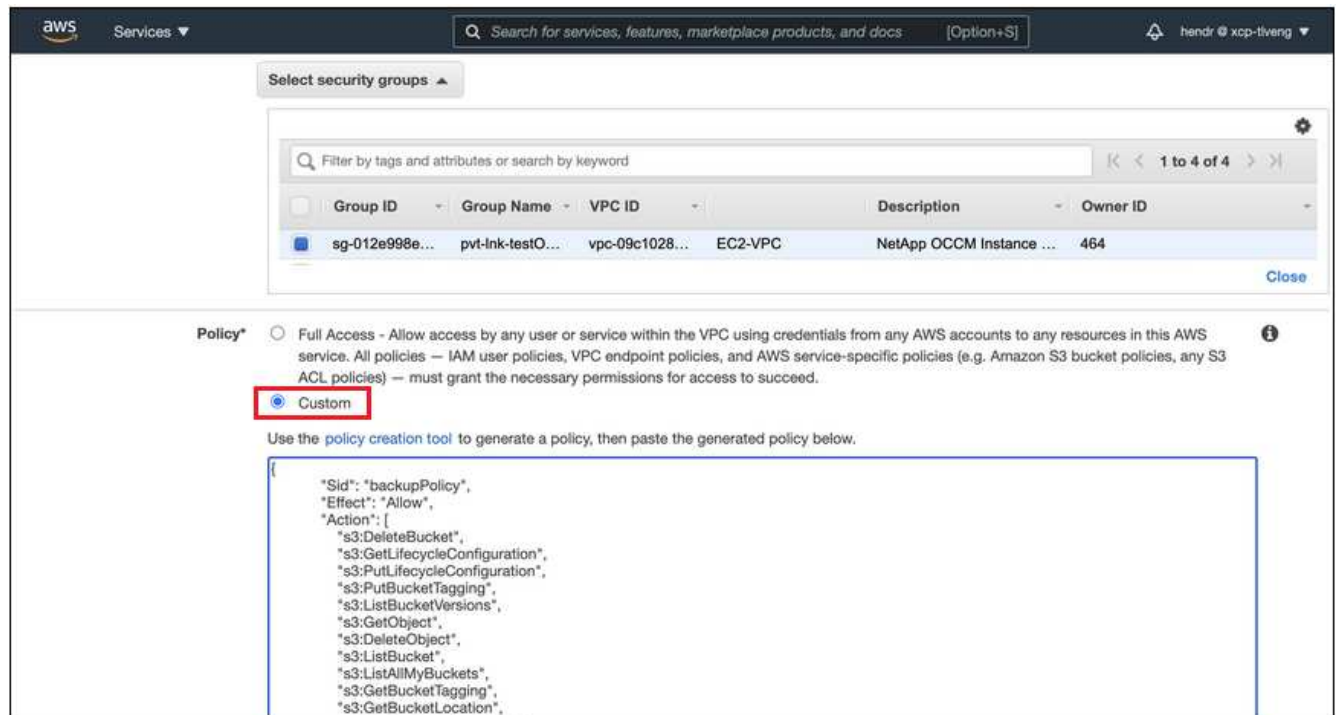 aws Services ▼ Search for services, features, marketplace products, and docs [Option+S] hendr @ xcp-tlveng ▼
Select security groups ▲
Filter by tags and attributes or search by keyword 1 to 4 of 4
Group ID Group Name VPC ID Description Owner ID
sg-012e998e... pvt-lnk-testO... vpc-09c1028... EC2-VPC NetApp OCCM Instance ... 464
Close
Policy* Full Access - Allow access by any user or service within the VPC using credentials from any AWS accounts to any resources in this AWS
service. All policies — IAM user policies, VPC endpoint policies, and AWS service-specific policies (e.g. Amazon S3 bucket policies, any S3
ACL policies) — must grant the necessary permissions for access to succeed.
Custom
Use the policy creation tool to generate a policy, then paste the generated policy below.
{
"Sid": "backupPolicy",
"Effect": "Allow",
"Action": [
"s3:DeleteBucket",
"s3:GetLifecycleConfiguration",
"s3:PutLifecycleConfiguration",
"s3:PutBucketTagging",
"s3:ListBucketVersions",
"s3:GetObject",
"s3:DeleteObject",
"s3:ListBucket",
"s3:ListAllMyBuckets",
"s3:GetBucketTagging",
"s3:GetBucketLocation",